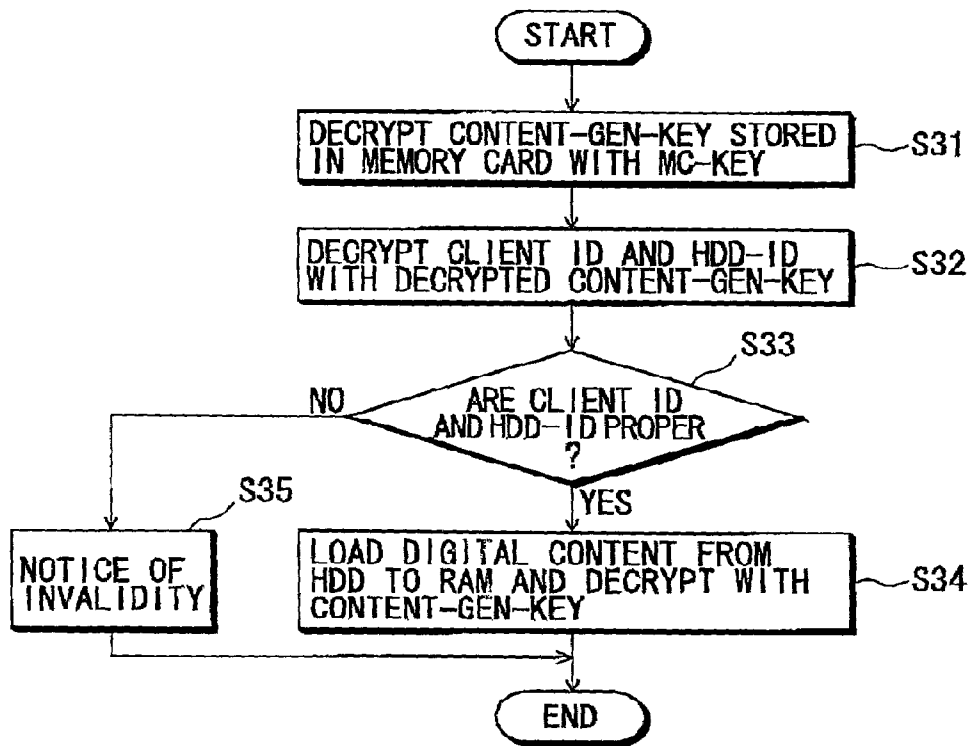 START
DECRYPT CONTENT-GEN-KEY STORED
IN MEMORY CARD WITH MC-KEY
S31
DECRYPT CLIENT ID AND HDD-ID
WITH DECRYPTED CONTENT-GEN-KEY
S32
S33
NO
ARE CLIENT ID
AND HDD-ID PROPER
?
YES
S35
NOTICE OF
INVALIDITY
LOAD DIGITAL CONTENT FROM
HDD TO RAM AND DECRYPT WITH
CONTENT-GEN-KEY
S34
END